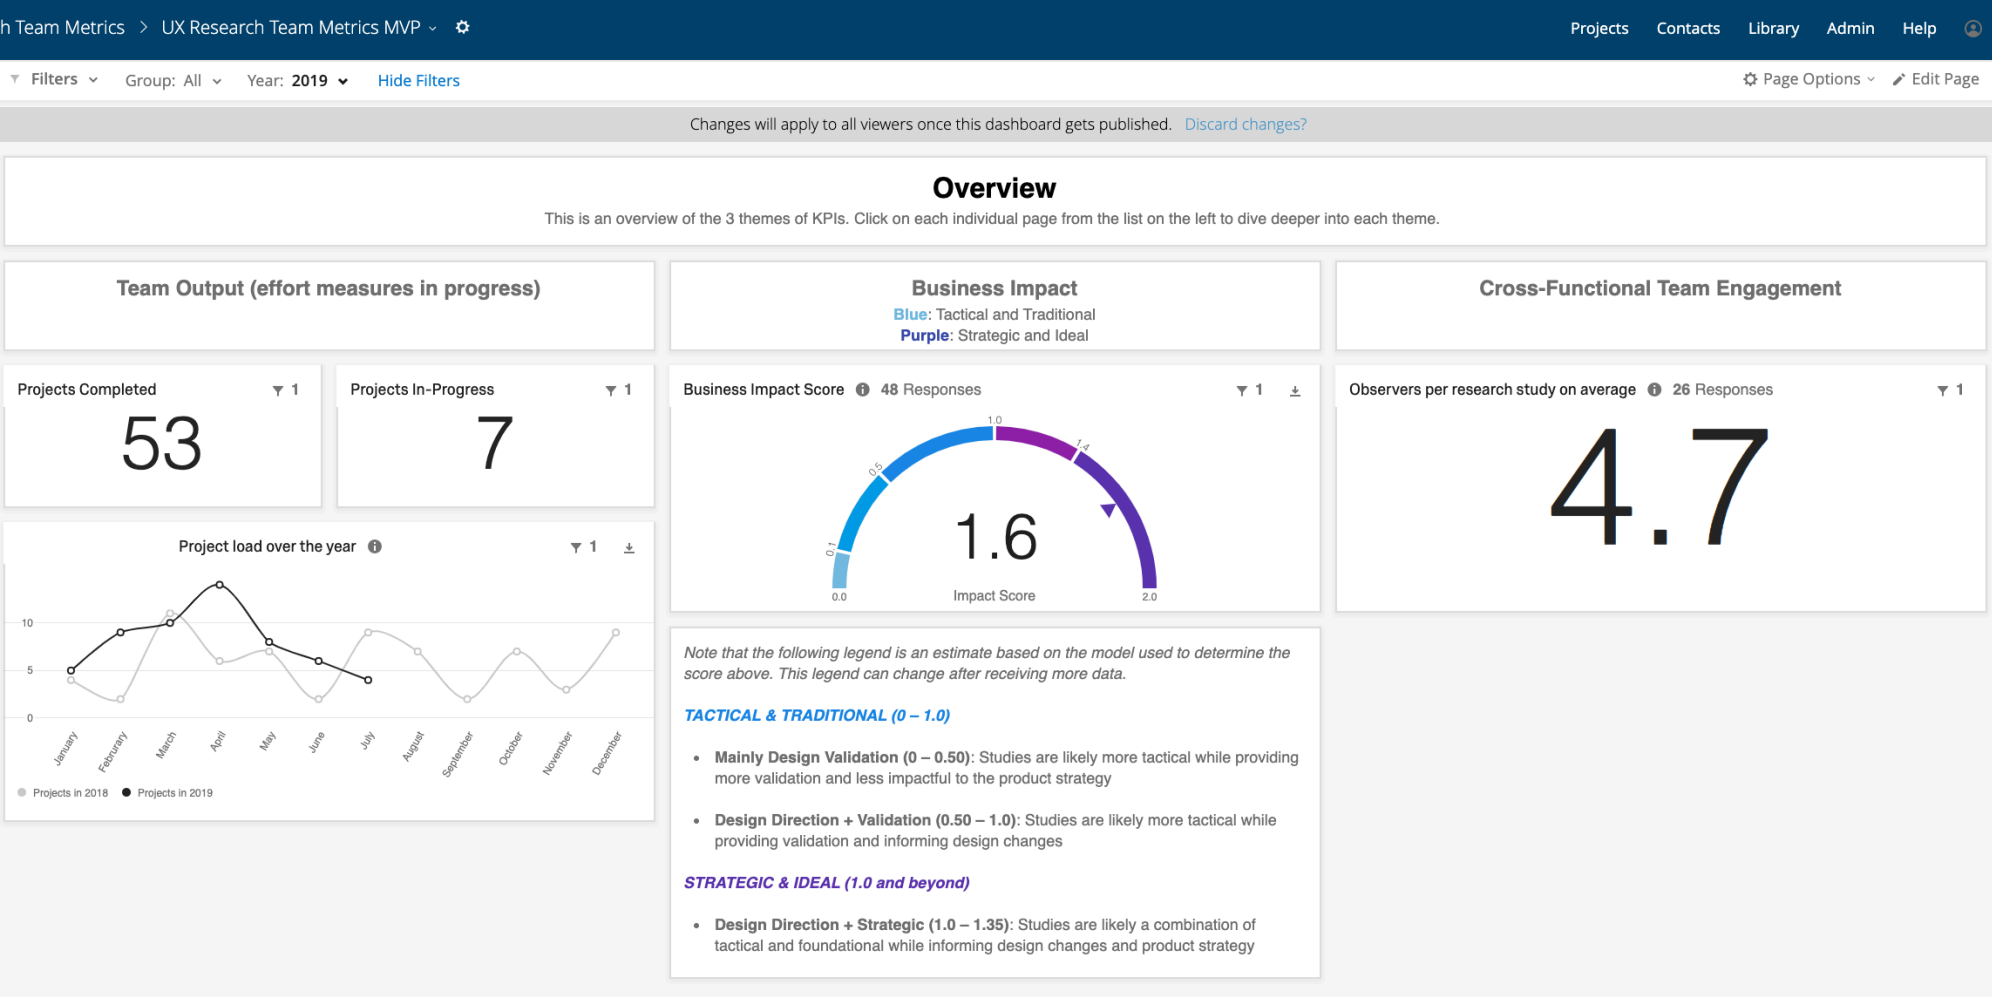 h Team Metrics > UX Research Team Metrics MVP
Projects Contacts Library Admin Help
Filters Group: All Year: 2019 Hide Filters
Page Options Edit Page
Changes will apply to all viewers once this dashboard gets published. Discard changes?
Overview
This is an overview of the 3 themes of KPIs. Click on each individual page from the list on the left to dive deeper into each theme.
Team Output (effort measures in progress)
Business Impact
Blue: Tactical and Traditional
Purple: Strategic and Ideal
Cross-Functional Team Engagement
Projects Completed 1
53
Projects In-Progress 1
7
Project load over the year 1
10
5
0
January
Februrary
March
April
May
June
July
August
September
October
November
December
Projects in 2018 Projects in 2019
Business Impact Score 48 Responses 1
0.0
0.1
0.5
1.0
1.4
2.0
1.6
Impact Score
Note that the following legend is an estimate based on the model used to determine the
score above. This legend can change after receiving more data.
TACTICAL & TRADITIONAL (0 – 1.0)
• Mainly Design Validation (0 – 0.50): Studies are likely more tactical while providing
more validation and less impactful to the product strategy
• Design Direction + Validation (0.50 – 1.0): Studies are likely more tactical while
providing validation and informing design changes
STRATEGIC & IDEAL (1.0 and beyond)
• Design Direction + Strategic (1.0 – 1.35): Studies are likely a combination of
tactical and foundational while informing design changes and product strategy
Observers per research study on average 26 Responses 1
4.7